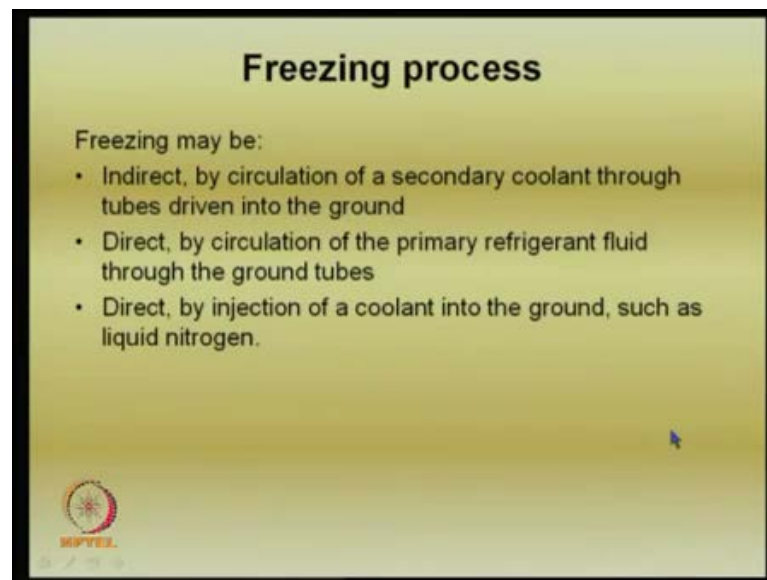 Freezing process
Freezing may be:
• Indirect, by circulation of a secondary coolant through
tubes driven into the ground
• Direct, by circulation of the primary refrigerant fluid
through the ground tubes
• Direct, by injection of a coolant into the ground, such as
liquid nitrogen.
NPTEL